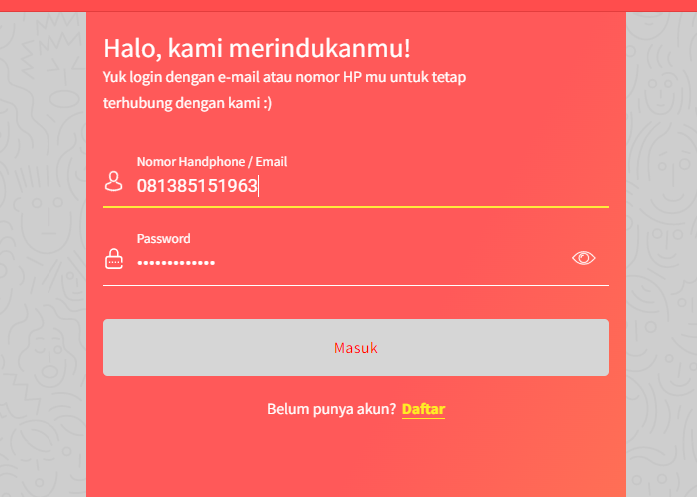 Halo, kami merindukanmu!
Yuk login dengan e-mail atau nomor HP mu untuk tetap
terhubung dengan kami :)
Nomor Handphone / Email
081385151963
Password
•••••••••••••
Masuk
Belum punya akun? Daftar